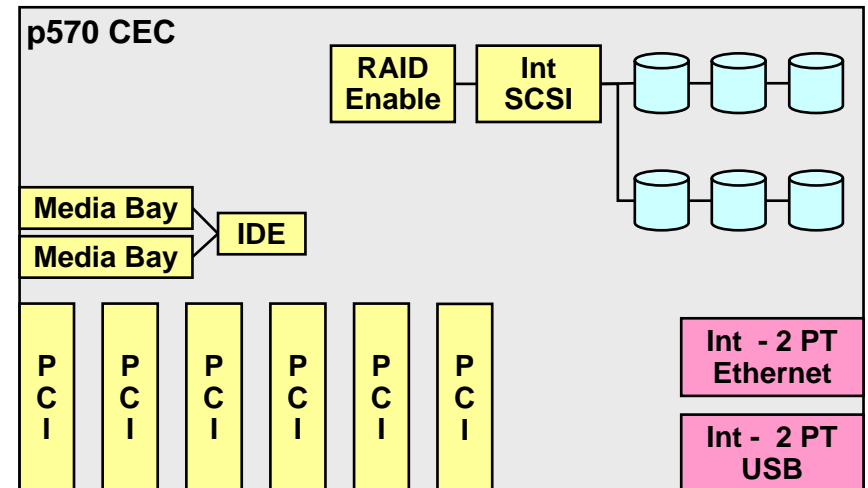 p570 CEC
RAID
Enable
Int
SCSI
Media Bay
IDE
Media Bay
P
C
I
P
C
I
P
C
I
P
C
I
P
C
I
P
C
I
Int - 2 PT
Ethernet
Int - 2 PT
USB